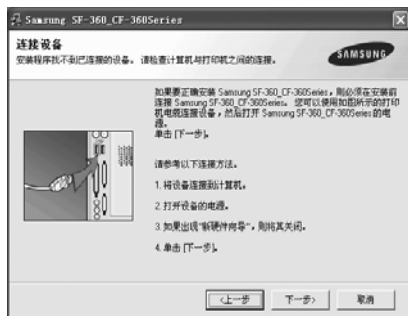 Samsung SF-360_CF-360Series
连接设备
安装程序找不到已连接的设备。 请检查计算机与打印机之间的连接。
SAMSUNG
如果要正确安装 Samsung SF-360_CF-360Series，则必须在安装前
连接 Samsung SF-360_CF-360Series。 您可以使用如图所示的打印
机电缆连接设备，然后打开 Samsung SF-360_CF-360Series 的电
源。
单击 [下一步]。
请参考以下连接方法。
1. 将设备连接到计算机。
2. 打开设备的电源。
3. 如果出现“新硬件向导”，则将其关闭。
4. 单击 [下一步]。
<上一步
下一步>
取消